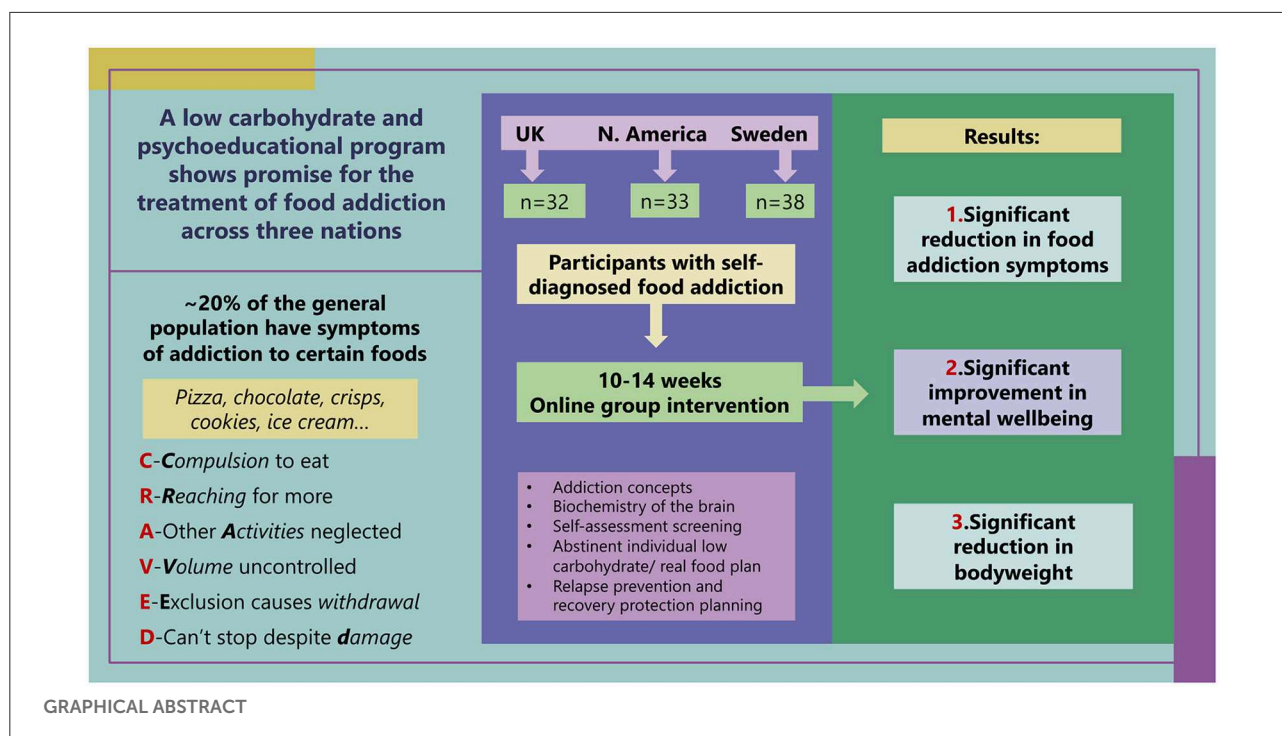 A low carbohydrate and
psychoeducational program
shows promise for the
treatment of food addiction
across three nations
~20% of the general
population have symptoms
of addiction to certain foods
Pizza, chocolate, crisps,
cookies, ice cream...
C-Compulsion to eat
R-Reaching for more
A-Other Activities neglected
V-Volume uncontrolled
E-Exclusion causes withdrawal
D-Can't stop despite damage
UK N. America Sweden
n=32 n=33 n=38
Participants with self-
diagnosed food addiction
10-14 weeks
Online group intervention
• Addiction concepts
• Biochemistry of the brain
• Self-assessment screening
• Abstinent individual low
carbohydrate/ real food plan
• Relapse prevention and
recovery protection planning
Results:
1.Significant
reduction in food
addiction symptoms
2.Significant
improvement in
mental wellbeing
3.Significant
reduction in
bodyweight
GRAPHICAL ABSTRACT